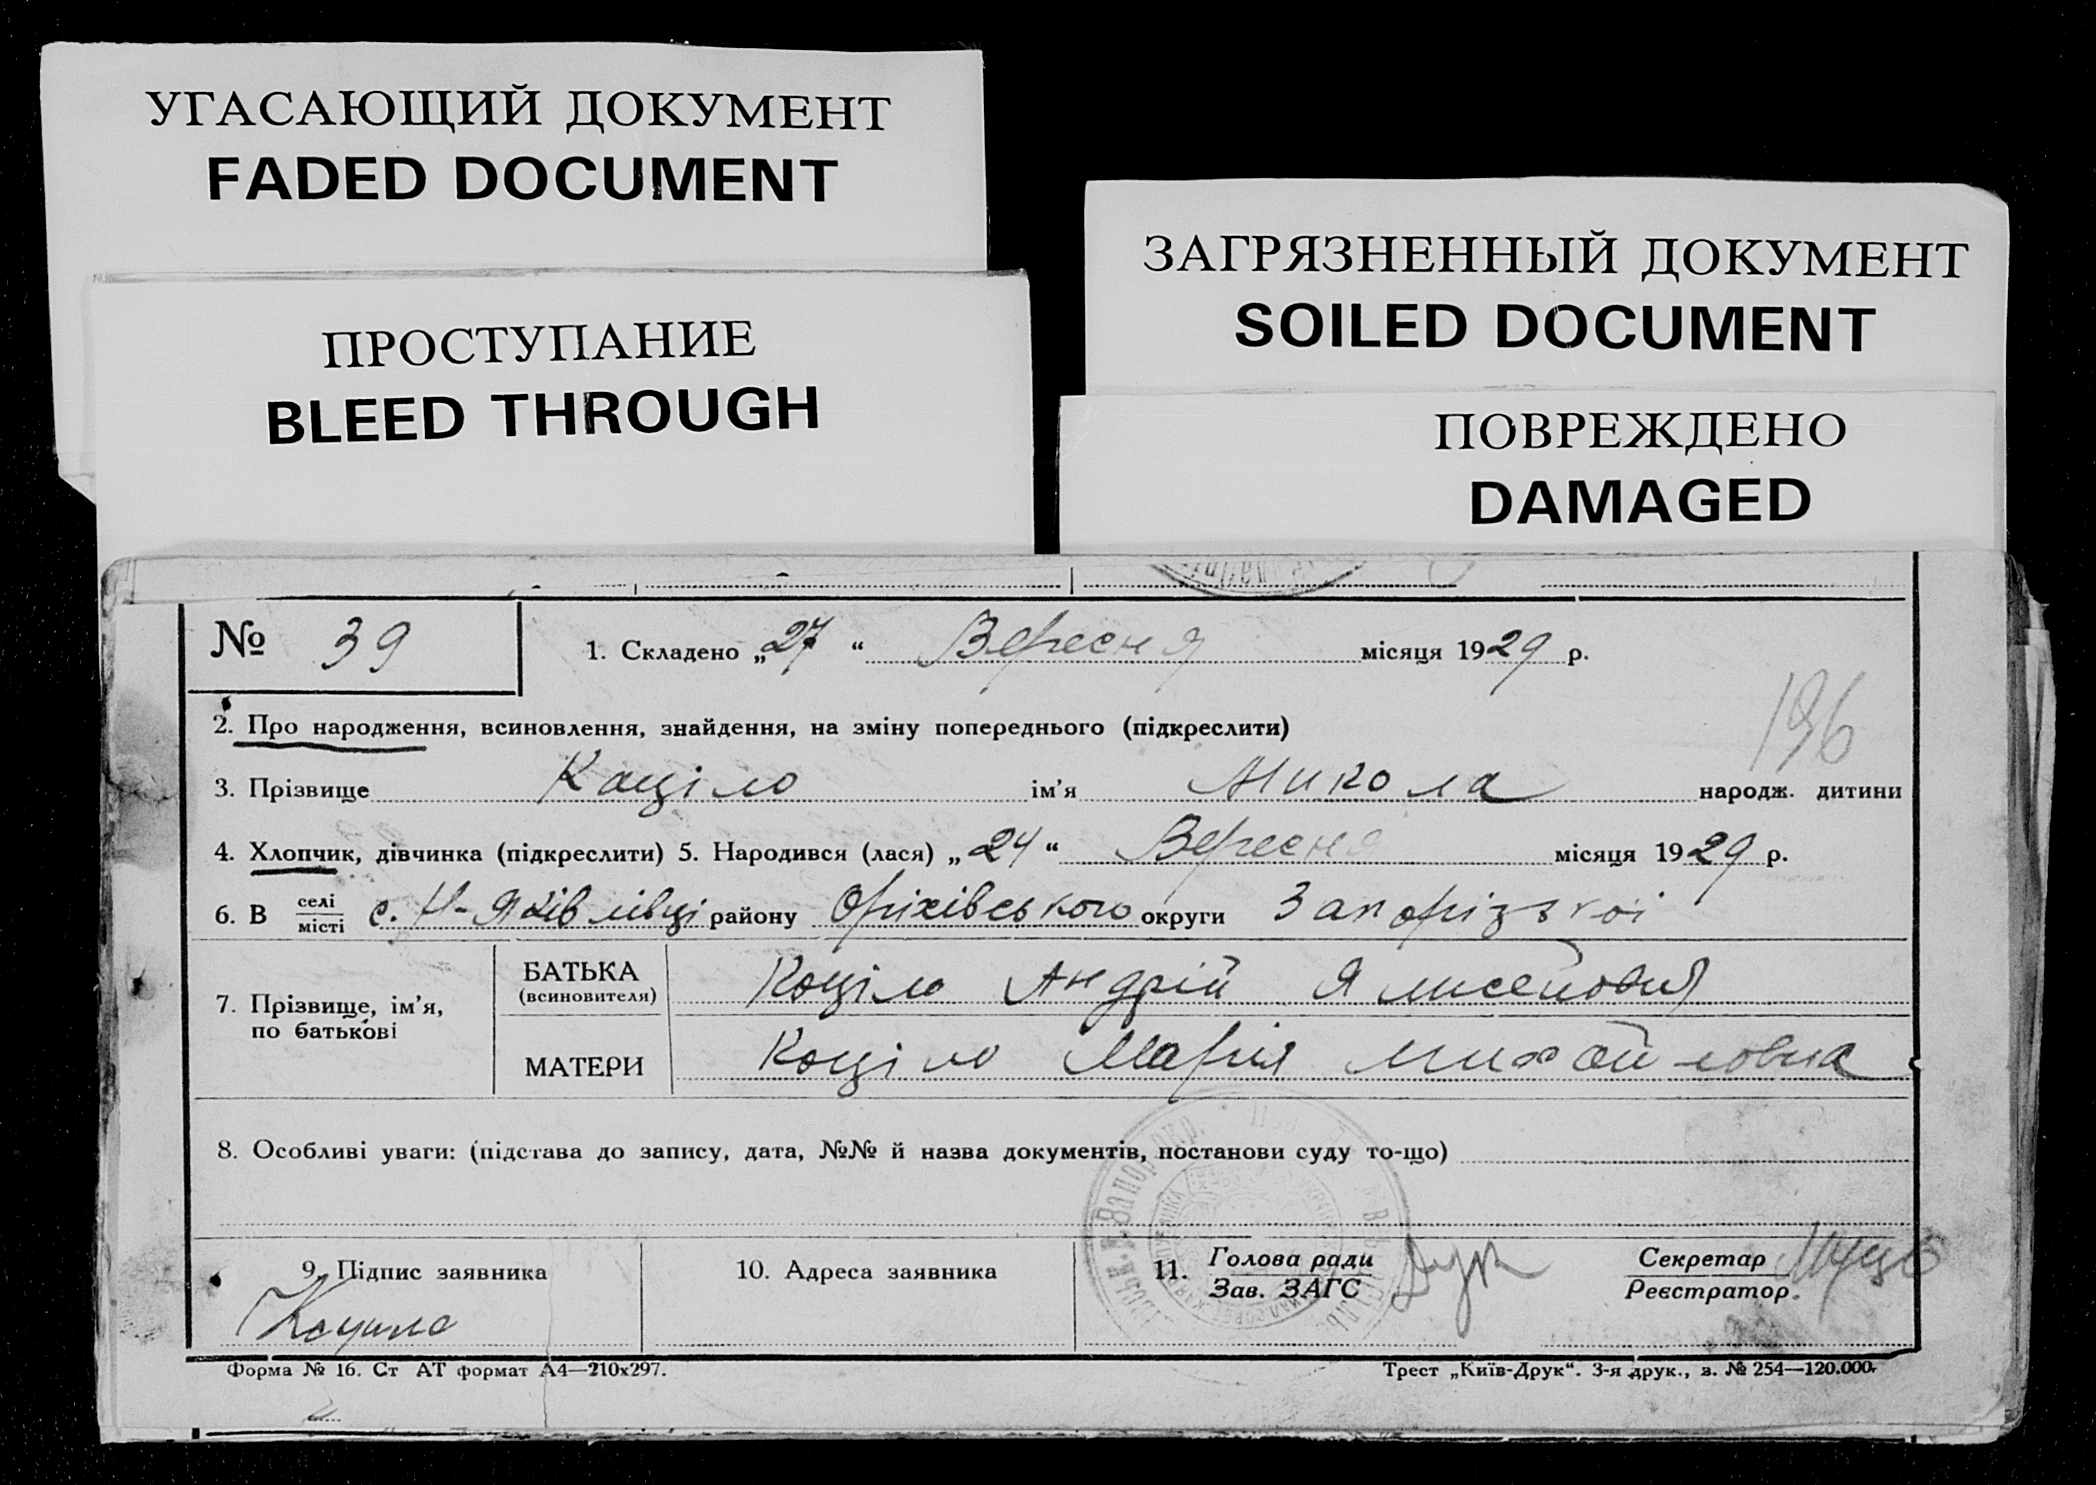 УГАСАЮЩИЙ ДОКУМЕНТ
FADED DOCUMENT
ПРОСТУПАНИЕ
BLEED THROUGH
ЗАГРЯЗНЕННЫЙ ДОКУМЕНТ
SOILED DOCUMENT
ПОВРЕЖДЕНО
DAMAGED
№ 39
1. Складено „27“ Вересня місяця 1929 р.
196
2. Про народження, всиновлення, знайдення, на зміну попереднього (підкреслити)
3. Прізвище Каціло ім'я Микола народж. дитини
4. Хлопчик, дівчинка (підкреслити) 5. Народився (лася) „24“ Вересня місяця 1929 р.
6. В селі/місті с. Н-Яківлівці району Оріхівського округи Запорізької
7. Прізвище, ім'я, по батькові
БАТЬКА (всиновителя) Коціло Андрій
МАТЕРИ Коціло Марія Михайловна
8. Особливі уваги: (підстава до запису, дата, №№ й назва документів, постанови суду то-що)
9. Підпис заявника
Коцило
10. Адреса заявника
11. Голова ради
Зав. ЗАГС
Секретар
Реєстратор.
Форма № 16. Ст АТ формат А4—210х297.
Трест „Київ-Друк“. 3-я друк., з. № 254—120.000.